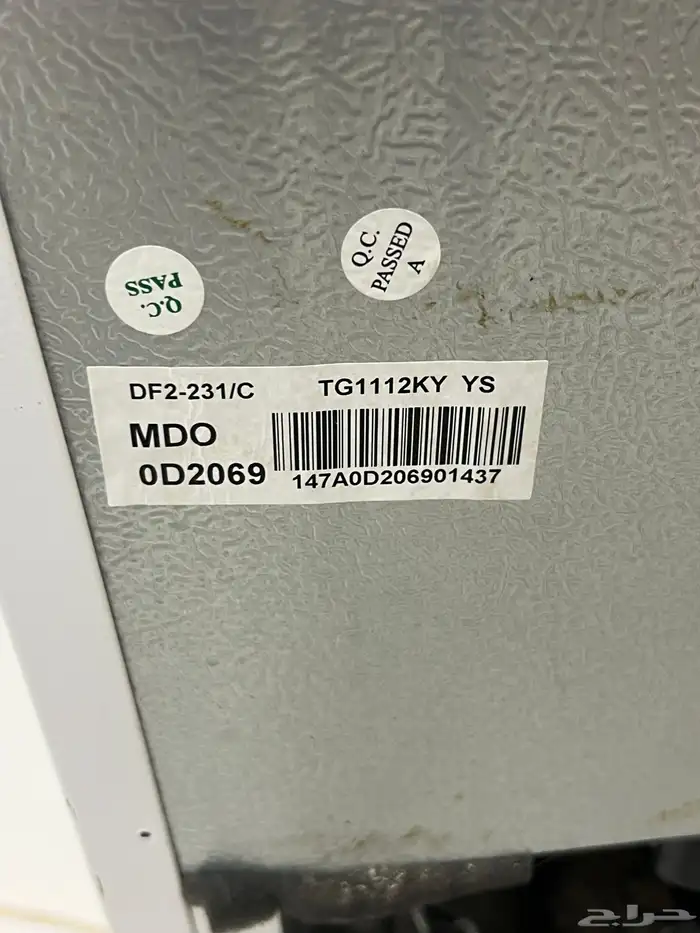 Q.C.
PASS
Q.C.
PASSED
A
DF2-231/C TG1112KY YS
MDO
0D2069
147A0D206901437
حراج